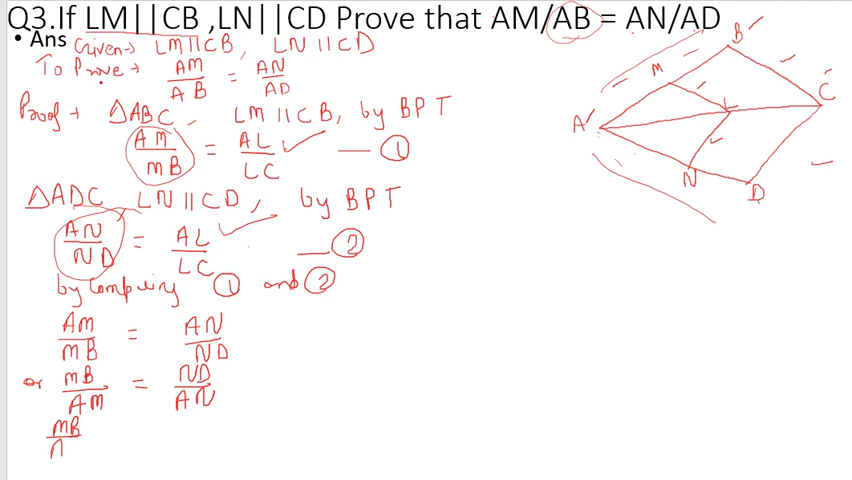 Q3.If LM||CB ,LN||CD Prove that AM/AB = AN/AD
• Ans Given→ LM||CB, LN||CD
To Prove→ AM/AB = AN/AD
Proof→ △ABC, LM||CB, by BPT
AM/MB = AL/LC — ①
△ADC LN||CD, by BPT
AN/ND = AL/LC — ②
by Compuring ① and ②
AM/MB = AN/ND
or MB/AM = ND/AN
MB/A
B
M
C
A
N
D